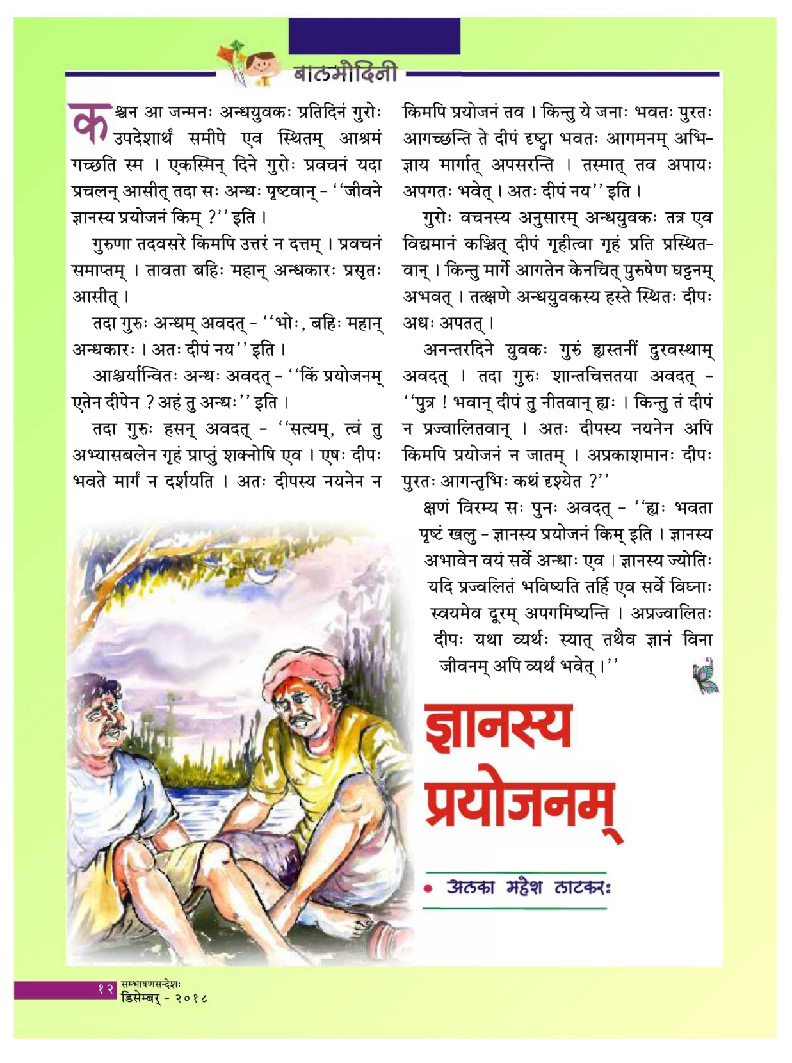 बालमोदिनी
कश्चन आ जन्मनः अन्धयुवकः प्रतिदिनं गुरोः
उपदेशार्थं समीपे एव स्थितम् आश्रमं
गच्छति स्म । एकस्मिन् दिने गुरोः प्रवचनं यदा
प्रचलन् आसीत् तदा सः अन्धः पृष्टवान् – ‘‘जीवने
ज्ञानस्य प्रयोजनं किम् ?’’ इति ।
गुरुणा तदवसरे किमपि उत्तरं न दत्तम् । प्रवचनं
समाप्तम् । तावता बहिः महान् अन्धकारः प्रसृतः
आसीत् ।
तदा गुरुः अन्धम् अवदत् – ‘‘भोः, बहिः महान्
अन्धकारः । अतः दीपं नय’’ इति ।
आश्चर्यान्वितः अन्धः अवदत् – ‘‘किं प्रयोजनम्
एतेन दीपेन ? अहं तु अन्धः’’ इति ।
तदा गुरुः हसन् अवदत् – ‘‘सत्यम्, त्वं तु
अभ्यासबलेन गृहं प्राप्तुं शक्नोषि एव । एषः दीपः
भवते मार्गं न दर्शयति । अतः दीपस्य नयनेन न
किमपि प्रयोजनं तव । किन्तु ये जनाः भवतः पुरतः
आगच्छन्ति ते दीपं दृष्ट्वा भवतः आगमनम् अभि–
ज्ञाय मार्गात् अपसरन्ति । तस्मात् तव अपायः
अपगतः भवेत् । अतः दीपं नय’’ इति ।
गुरोः वचनस्य अनुसारम् अन्धयुवकः तत्र एव
विद्यमानं कञ्चित् दीपं गृहीत्वा गृहं प्रति प्रस्थित–
वान् । किन्तु मार्गे आगतेन केनचित् पुरुषेण घट्टनम्
अभवत् । तत्क्षणे अन्धयुवकस्य हस्ते स्थितः दीपः
अधः अपतत् ।
अनन्तरदिने युवकः गुरुं ह्यस्तनीं दुरवस्थाम्
अवदत् । तदा गुरुः शान्तचित्ततया अवदत् –
‘‘पुत्र ! भवान् दीपं तु नीतवान् ह्यः । किन्तु तं दीपं
न प्रज्वालितवान् । अतः दीपस्य नयनेन अपि
किमपि प्रयोजनं न जातम् । अप्रकाशमानः दीपः
पुरतः आगन्तृभिः कथं दृश्येत ?’’
क्षणं विरम्य सः पुनः अवदत् – ‘‘ह्यः भवता
पृष्टं खलु – ज्ञानस्य प्रयोजनं किम् इति । ज्ञानस्य
अभावेन वयं सर्वे अन्धाः एव । ज्ञानस्य ज्योतिः
यदि प्रज्वलितं भविष्यति तर्हि एव सर्वे विघ्नाः
स्वयमेव दूरम् अपगमिष्यन्ति । अप्रज्वालितः
दीपः यथा व्यर्थः स्यात् तथैव ज्ञानं विना
जीवनम् अपि व्यर्थं भवेत् ।’’
ज्ञानस्य
प्रयोजनम्
• अलका महेश लाटकरः
१२ सम्भाषणसन्देशः
डिसेम्बर् – २०१८